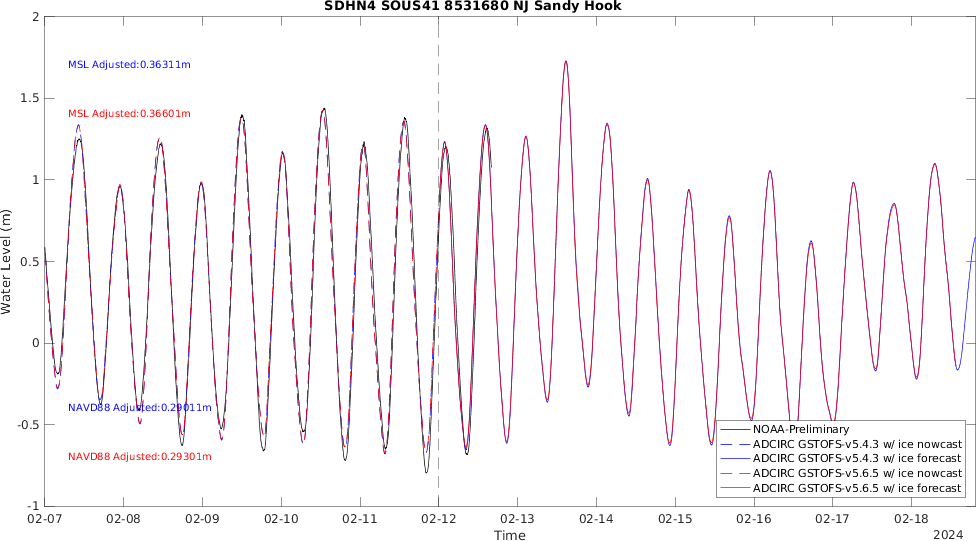 SDHN4 SOUS41 8531680 NJ Sandy Hook
2
MSL Adjusted:0.36311m
1.5
MSL Adjusted:0.36601m
1
Water Level (m)
0.5
0
NAVD88 Adjusted:0.29011m
-0.5
NOAA-Preliminary
ADCIRC GSTOFS-v5.4.3 w/ ice nowcast
ADCIRC GSTOFS-v5.4.3 w/ ice forecast
NAVD88 Adjusted:0.29301m
ADCIRC GSTOFS-v5.6.5 w/ ice nowcast
ADCIRC GSTOFS-v5.6.5 w/ ice forecast
-1
02-07 02-08 02-09 02-10 02-11 02-12 02-13 02-14 02-15 02-16 02-17 02-18
Time
2024